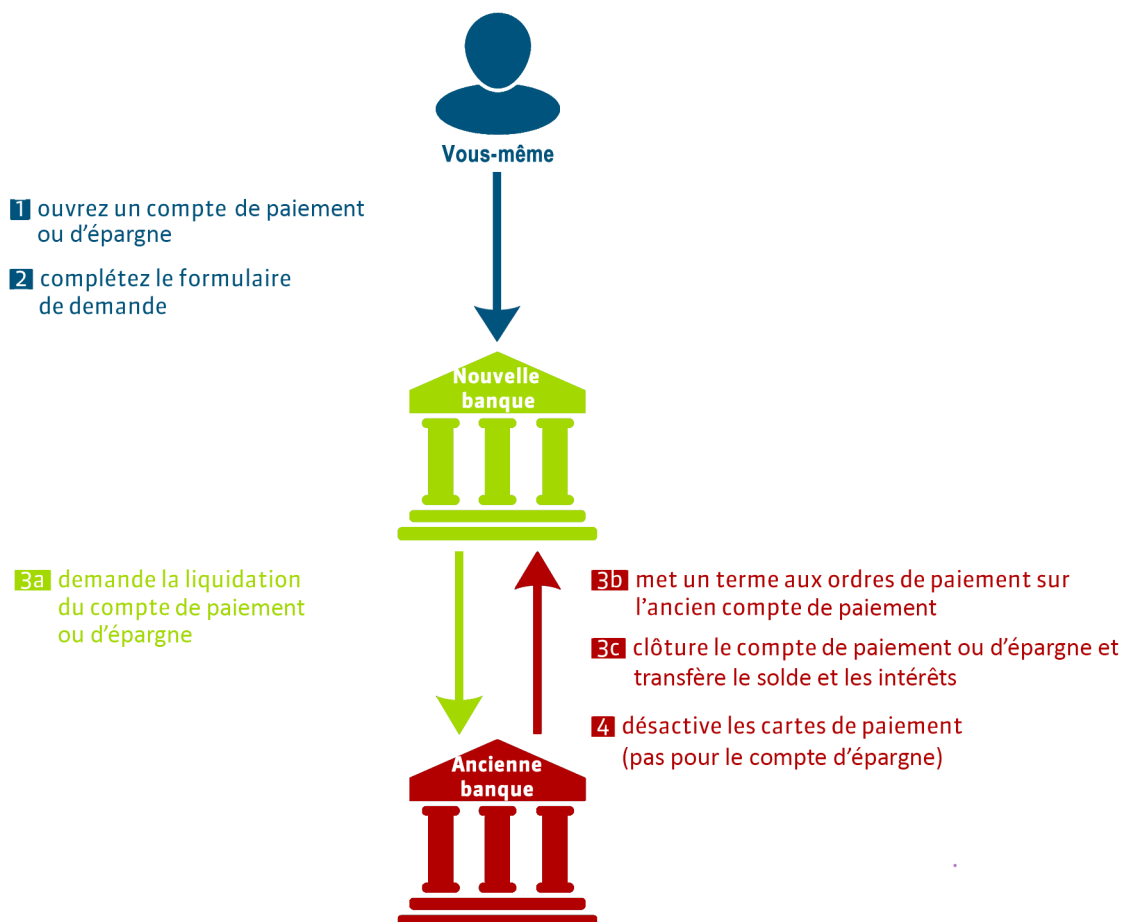 Vous-même
1 ouvrez un compte de paiement
ou d'épargne
2 complétez le formulaire
de demande
Nouvelle
banque
3a demande la liquidation
du compte de paiement
ou d'épargne
3b met un terme aux ordres de paiement sur
l'ancien compte de paiement
3c clôture le compte de paiement ou d'épargne et
transfère le solde et les intérêts
4 désactive les cartes de paiement
(pas pour le compte d'épargne)
Ancienne
banque